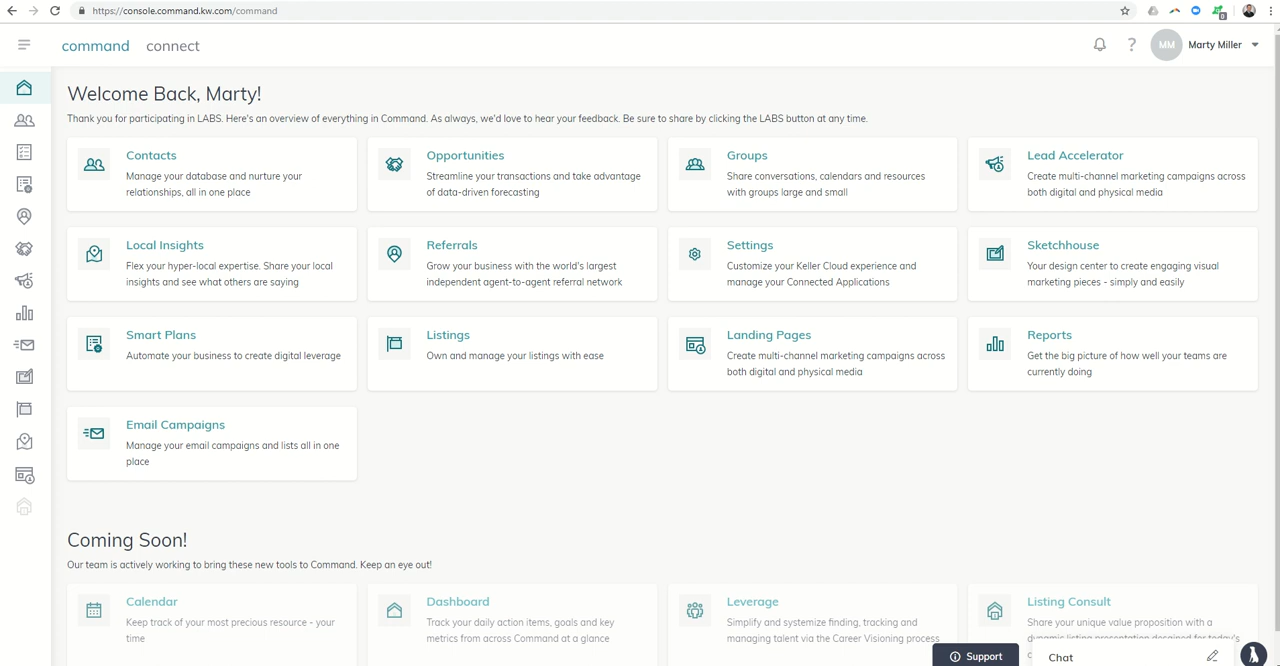 https://console.command.kw.com/command
command connect
MM Marty Miller
Welcome Back, Marty!
Thank you for participating in LABS. Here's an overview of everything in Command. As always, we'd love to hear your feedback. Be sure to share by clicking the LABS button at any time.
Contacts
Manage your database and nurture your
relationships, all in one place
Opportunities
Streamline your transactions and take advantage
of data-driven forecasting
Groups
Share conversations, calendars and resources
with groups large and small
Lead Accelerator
Create multi-channel marketing campaigns across
both digital and physical media
Local Insights
Flex your hyper-local expertise. Share your local
insights and see what others are saying
Referrals
Grow your business with the world's largest
independent agent-to-agent referral network
Settings
Customize your Keller Cloud experience and
manage your Connected Applications
Sketchhouse
Your design center to create engaging visual
marketing pieces - simply and easily
Smart Plans
Automate your business to create digital leverage
Listings
Own and manage your listings with ease
Landing Pages
Create multi-channel marketing campaigns across
both digital and physical media
Reports
Get the big picture of how well your teams are
currently doing
Email Campaigns
Manage your email campaigns and lists all in one
place
Coming Soon!
Our team is actively working to bring these new tools to Command. Keep an eye out!
Calendar
Keep track of your most precious resource - your
time
Dashboard
Track your daily action items, goals and key
metrics from across Command at a glance
Leverage
Simplify and systemize finding, tracking and
managing talent via the Career Visioning process
Listing Consult
Share your unique value proposition with a
dynamic listing presentation designed for today's
Support
Chat